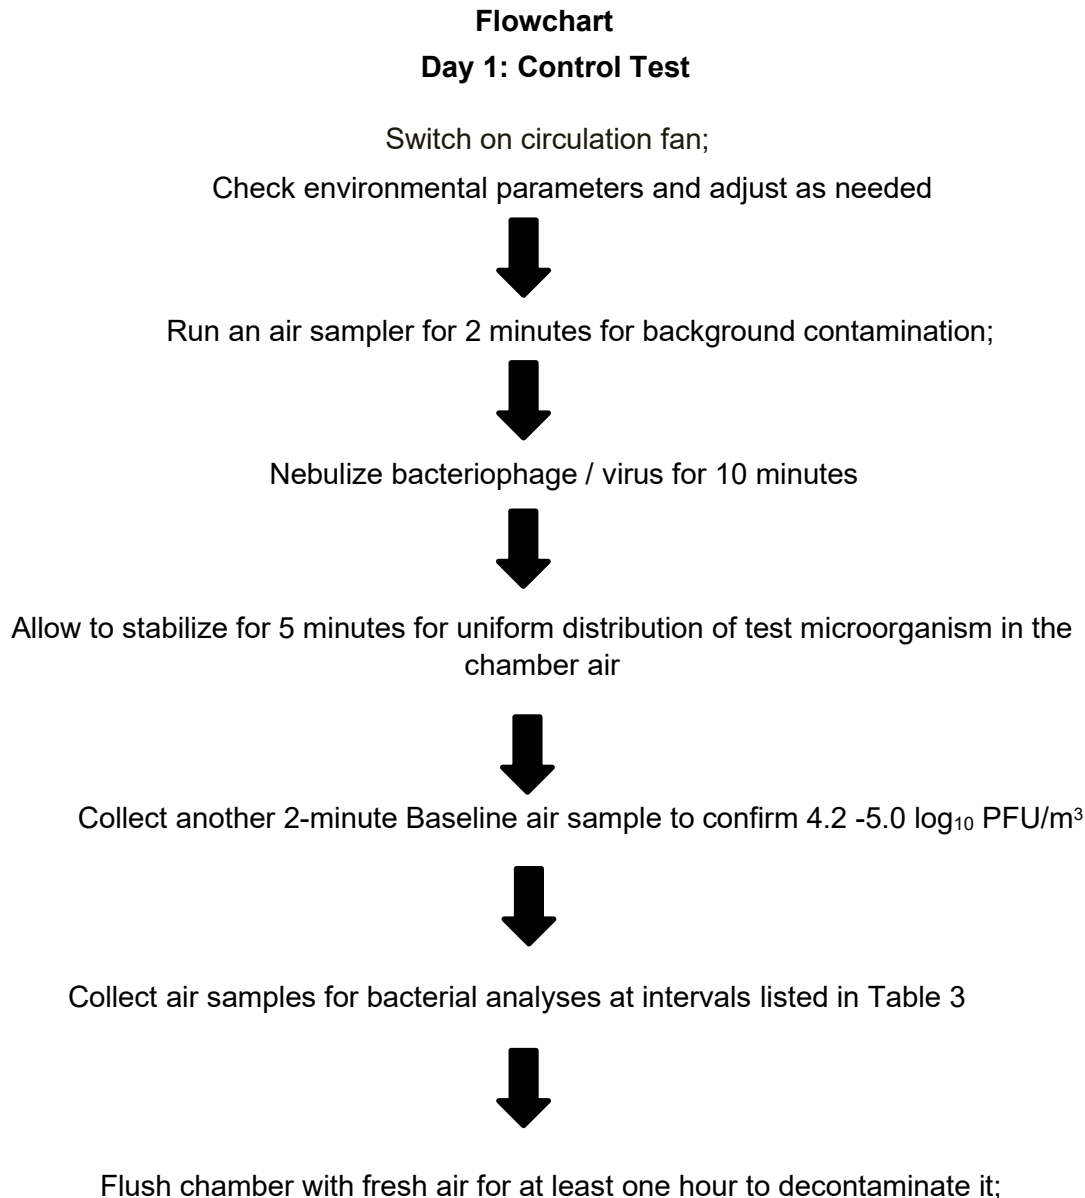 Flowchart
Day 1: Control Test
Switch on circulation fan;
Check environmental parameters and adjust as needed
Run an air sampler for 2 minutes for background contamination;
Nebulize bacteriophage / virus for 10 minutes
Allow to stabilize for 5 minutes for uniform distribution of test microorganism in the
chamber air
Collect another 2-minute Baseline air sample to confirm 4.2 -5.0 log₁₀ PFU/m³
Collect air samples for bacterial analyses at intervals listed in Table 3
Flush chamber with fresh air for at least one hour to decontaminate it;